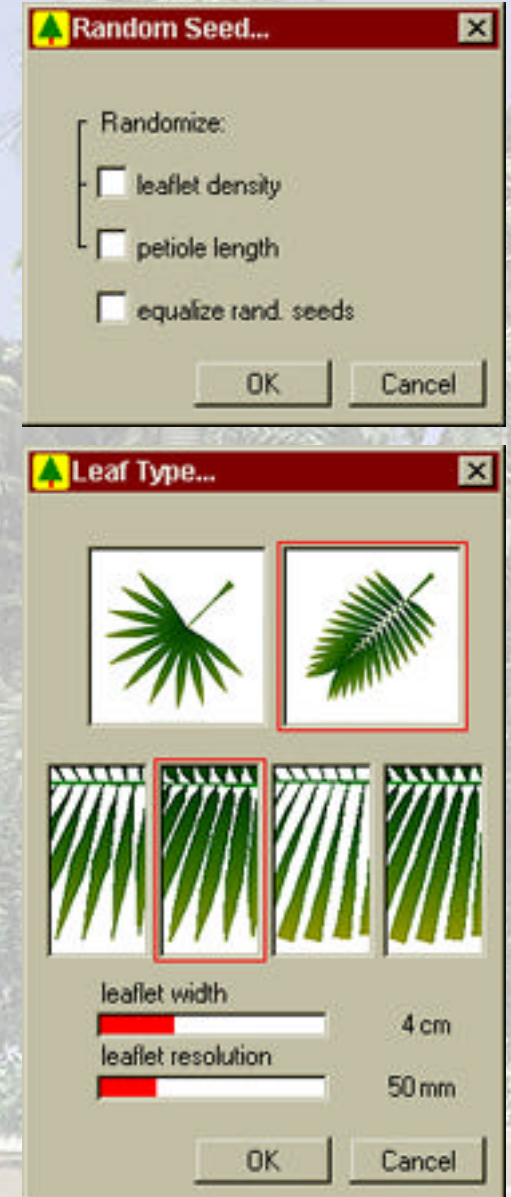 Random Seed...
Randomize:
leaflet density
petiole length
equalize rand. seeds
OK Cancel
Leaf Type...
leaflet width
4 cm
leaflet resolution
50 mm
OK Cancel